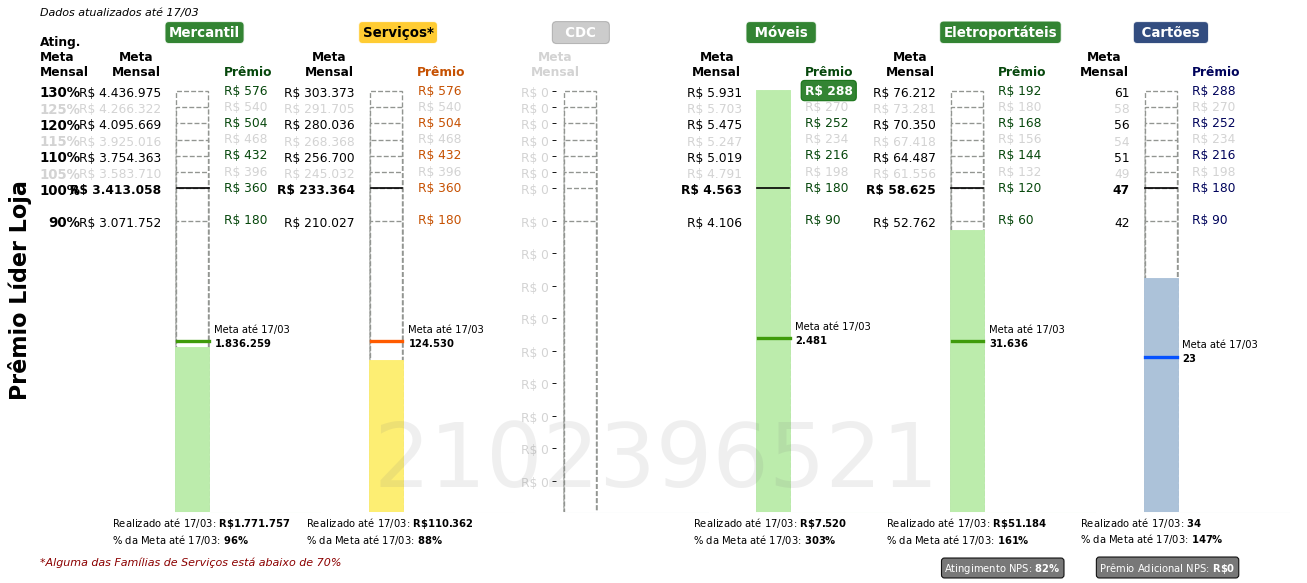 Dados atualizados até 17/03
Mercantil Serviços* CDC Móveis Eletroportáteis Cartões
Ating.
Meta Meta Meta Meta Meta Meta Meta
Mensal Mensal Prêmio Mensal Prêmio Mensal Mensal Prêmio Mensal Prêmio Mensal Prêmio
130% R$ 4.436.975 R$ 576 R$ 303.373 R$ 576 R$ 0 R$ 5.931 R$ 288 R$ 76.212 R$ 192 61 R$ 288
125% R$ 4.266.322 R$ 540 R$ 291.705 R$ 540 R$ 0 R$ 5.703 R$ 270 R$ 73.281 R$ 180 58 R$ 270
120% R$ 4.095.669 R$ 504 R$ 280.036 R$ 504 R$ 0 R$ 5.475 R$ 252 R$ 70.350 R$ 168 56 R$ 252
115% R$ 3.925.016 R$ 468 R$ 268.368 R$ 468 R$ 0 R$ 5.247 R$ 234 R$ 67.418 R$ 156 54 R$ 234
110% R$ 3.754.363 R$ 432 R$ 256.700 R$ 432 R$ 0 R$ 5.019 R$ 216 R$ 64.487 R$ 144 51 R$ 216
105% R$ 3.583.710 R$ 396 R$ 245.032 R$ 396 R$ 0 R$ 4.791 R$ 198 R$ 61.556 R$ 132 49 R$ 198
100% R$ 3.413.058 R$ 360 R$ 233.364 R$ 360 R$ 0 R$ 4.563 R$ 180 R$ 58.625 R$ 120 47 R$ 180
90% R$ 3.071.752 R$ 180 R$ 210.027 R$ 180 R$ 0 R$ 4.106 R$ 90 R$ 52.762 R$ 60 42 R$ 90
R$ 0
R$ 0
R$ 0
R$ 0
R$ 0
R$ 0
R$ 0
R$ 0
Prêmio Líder Loja
Meta até 17/03 Meta até 17/03 Meta até 17/03 Meta até 17/03 Meta até 17/03
1.836.259 124.530 2.481 31.636 23
2102396521
Realizado até 17/03: R$1.771.757 Realizado até 17/03: R$110.362 Realizado até 17/03: R$7.520 Realizado até 17/03: R$51.184 Realizado até 17/03: 34
% da Meta até 17/03: 96% % da Meta até 17/03: 88% % da Meta até 17/03: 303% % da Meta até 17/03: 161% % da Meta até 17/03: 147%
*Alguma das Famílias de Serviços está abaixo de 70%
Atingimento NPS: 82% Prêmio Adicional NPS: R$0